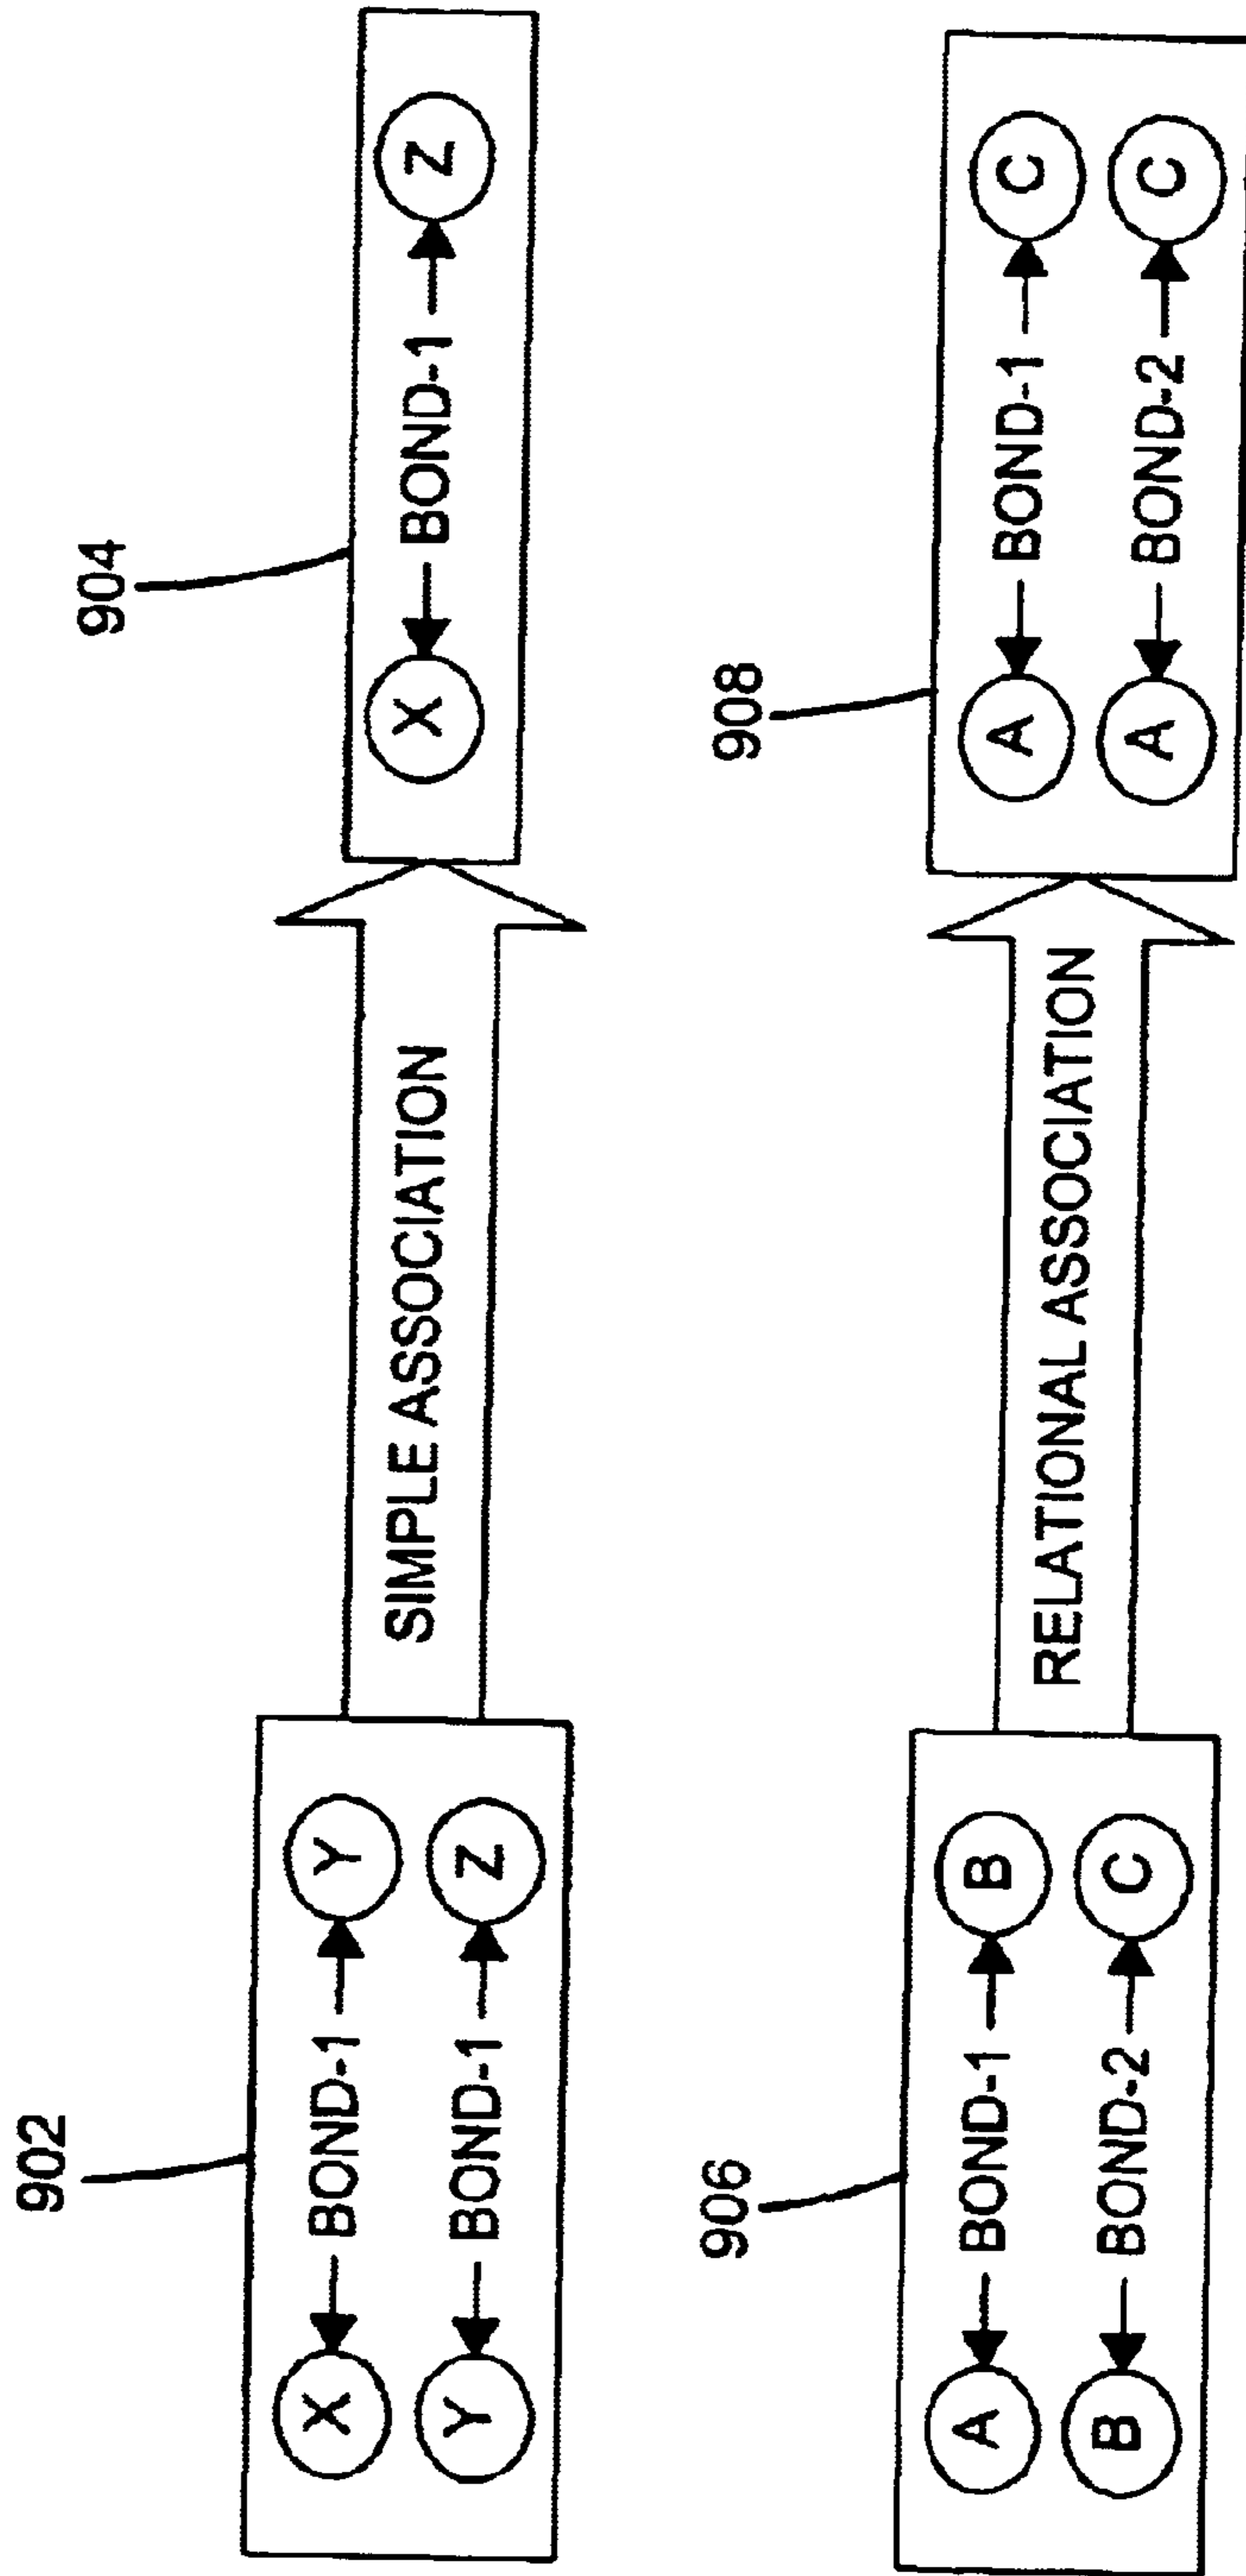 902
X BOND-1 Y
Y BOND-1 Z
SIMPLE ASSOCIATION
904
X BOND-1 Z
906
A BOND-1 B
B BOND-2 C
RELATIONAL ASSOCIATION
908
A BOND-1 C
A BOND-2 C